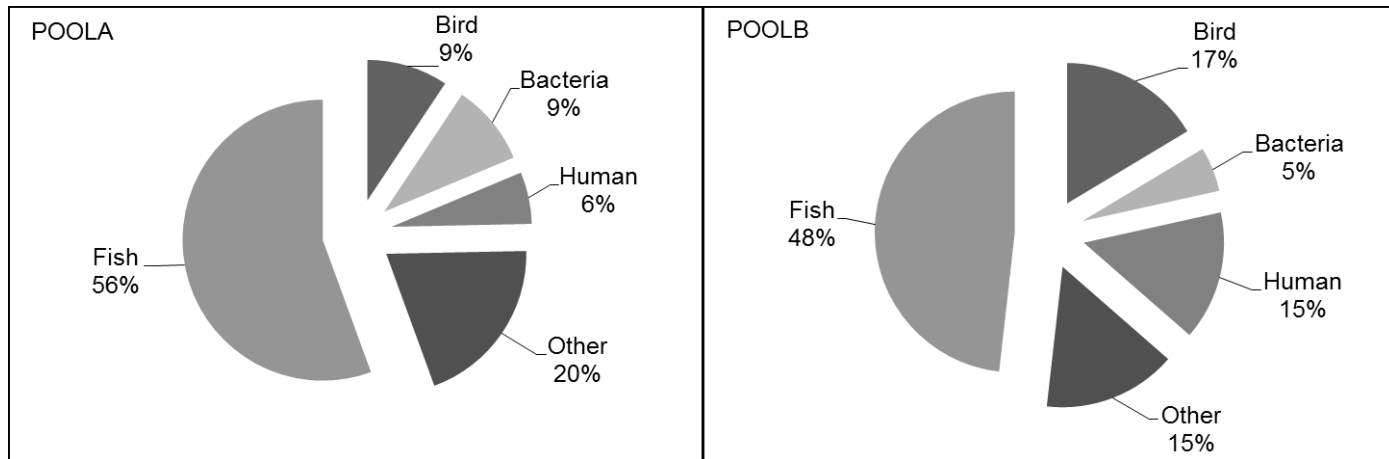 POOLA
Bird
9%
Bacteria
9%
Human
6%
Other
20%
Fish
56%
POOLB
Bird
17%
Bacteria
5%
Human
15%
Other
15%
Fish
48%